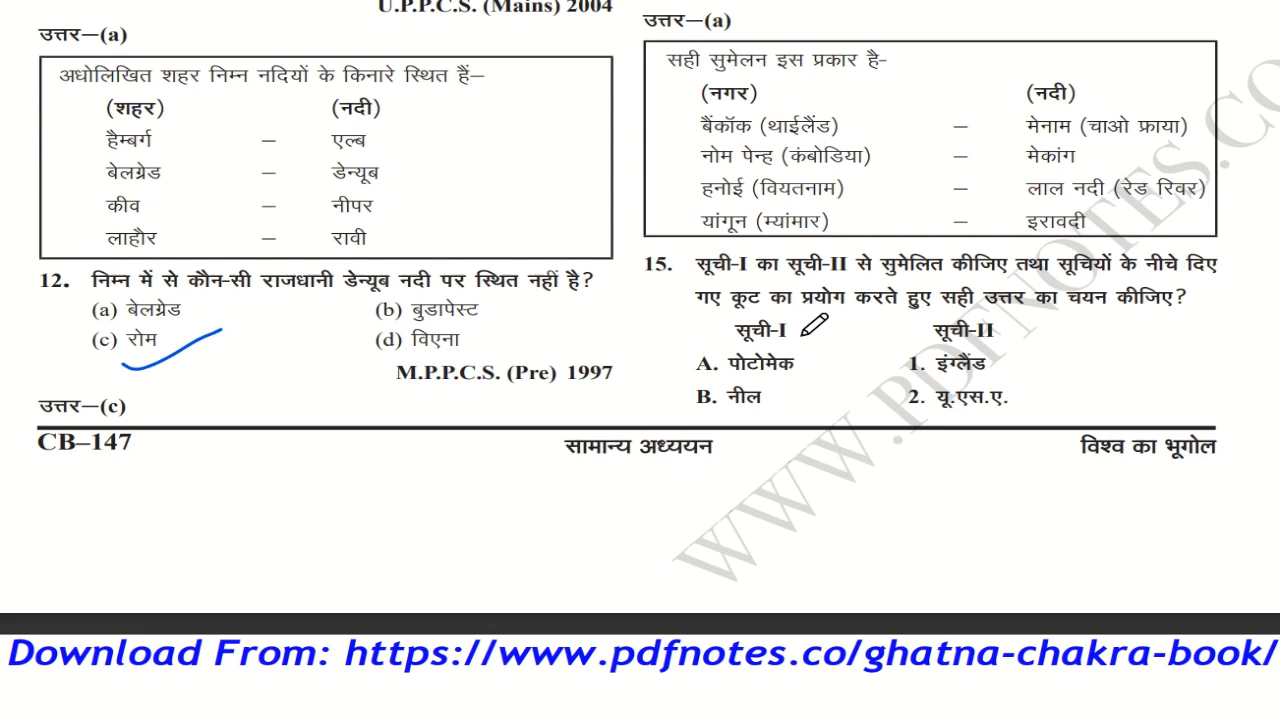 U.P.P.C.S. (Mains) 2004
उत्तर–(a)
अधोलिखित शहर निम्न नदियों के किनारे स्थित हैं–
(शहर) (नदी)
हैम्बर्ग – एल्ब
बेलग्रेड – डेन्यूब
कीव – नीपर
लाहौर – रावी
12. निम्न में से कौन-सी राजधानी डेन्यूब नदी पर स्थित नहीं है?
(a) बेलग्रेड (b) बुडापेस्ट
(c) रोम (d) विएना
M.P.P.C.S. (Pre) 1997
उत्तर–(c)
उत्तर–(a)
सही सुमेलन इस प्रकार है-
(नगर) (नदी)
बैंकॉक (थाईलैंड) – मेनाम (चाओ फ्राया)
नोम पेन्ह (कंबोडिया) – मेकांग
हनोई (वियतनाम) – लाल नदी (रेड रिवर)
यांगून (म्यांमार) – इरावदी
15. सूची-I का सूची-II से सुमेलित कीजिए तथा सूचियों के नीचे दिए
गए कूट का प्रयोग करते हुए सही उत्तर का चयन कीजिए?
सूची-I सूची-II
A. पोटोमेक 1. इंग्लैंड
B. नील 2. यू.एस.ए.
CB–147 सामान्य अध्ययन विश्व का भूगोल
WWW.PDFNOTES.CO
Download From: https://www.pdfnotes.co/ghatna-chakra-book/